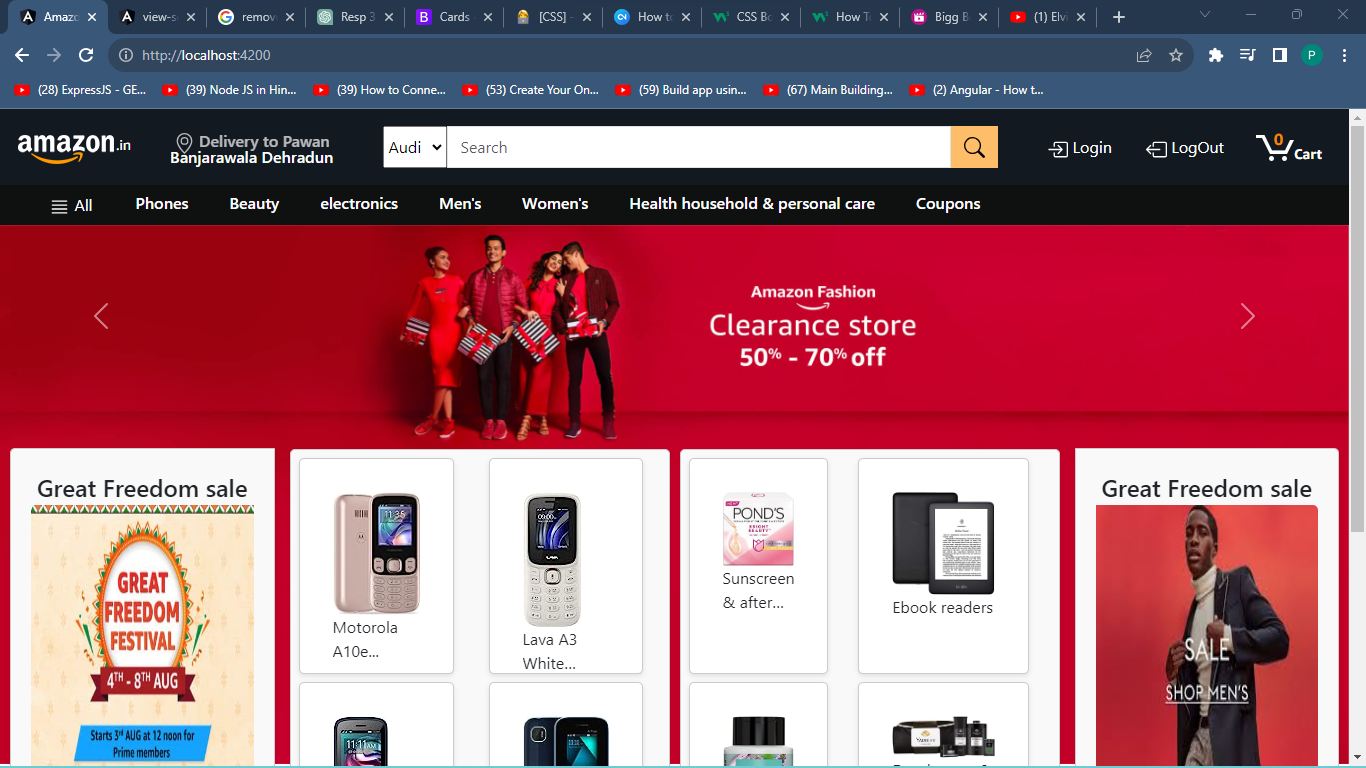 Amaz
view-s
remov
Resp 3
Cards
[CSS] -
How to
CSS Bo
How T
Bigg B
(1) Elvi
http://localhost:4200
P
(28) ExpressJS - GE...
(39) Node JS in Hin...
(39) How to Conne...
(53) Create Your On...
(59) Build app usin...
(67) Main Building...
(2) Angular - How t...
amazon.in
Delivery to Pawan
Banjarawala Dehradun
Audi
Search
Login
LogOut
0
Cart
All
Phones
Beauty
electronics
Men's
Women's
Health household & personal care
Coupons
Amazon Fashion
Clearance store
50% - 70% off
Great Freedom sale
GREAT
FREEDOM
FESTIVAL
4TH - 8TH AUG
Starts 3rd AUG at 12 noon for
Prime members
Motorola
A10e...
Lava A3
White...
POND'S
Sunscreen
& after...
Ebook readers
Great Freedom sale
SALE
SHOP MEN'S